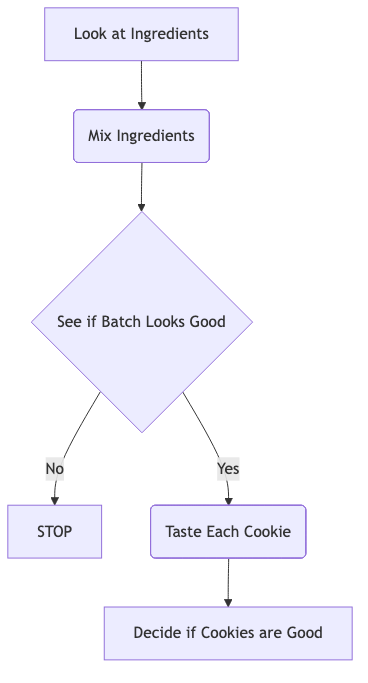 Look at Ingredients
Mix Ingredients
See if Batch Looks Good
No
Yes
STOP
Taste Each Cookie
Decide if Cookies are Good